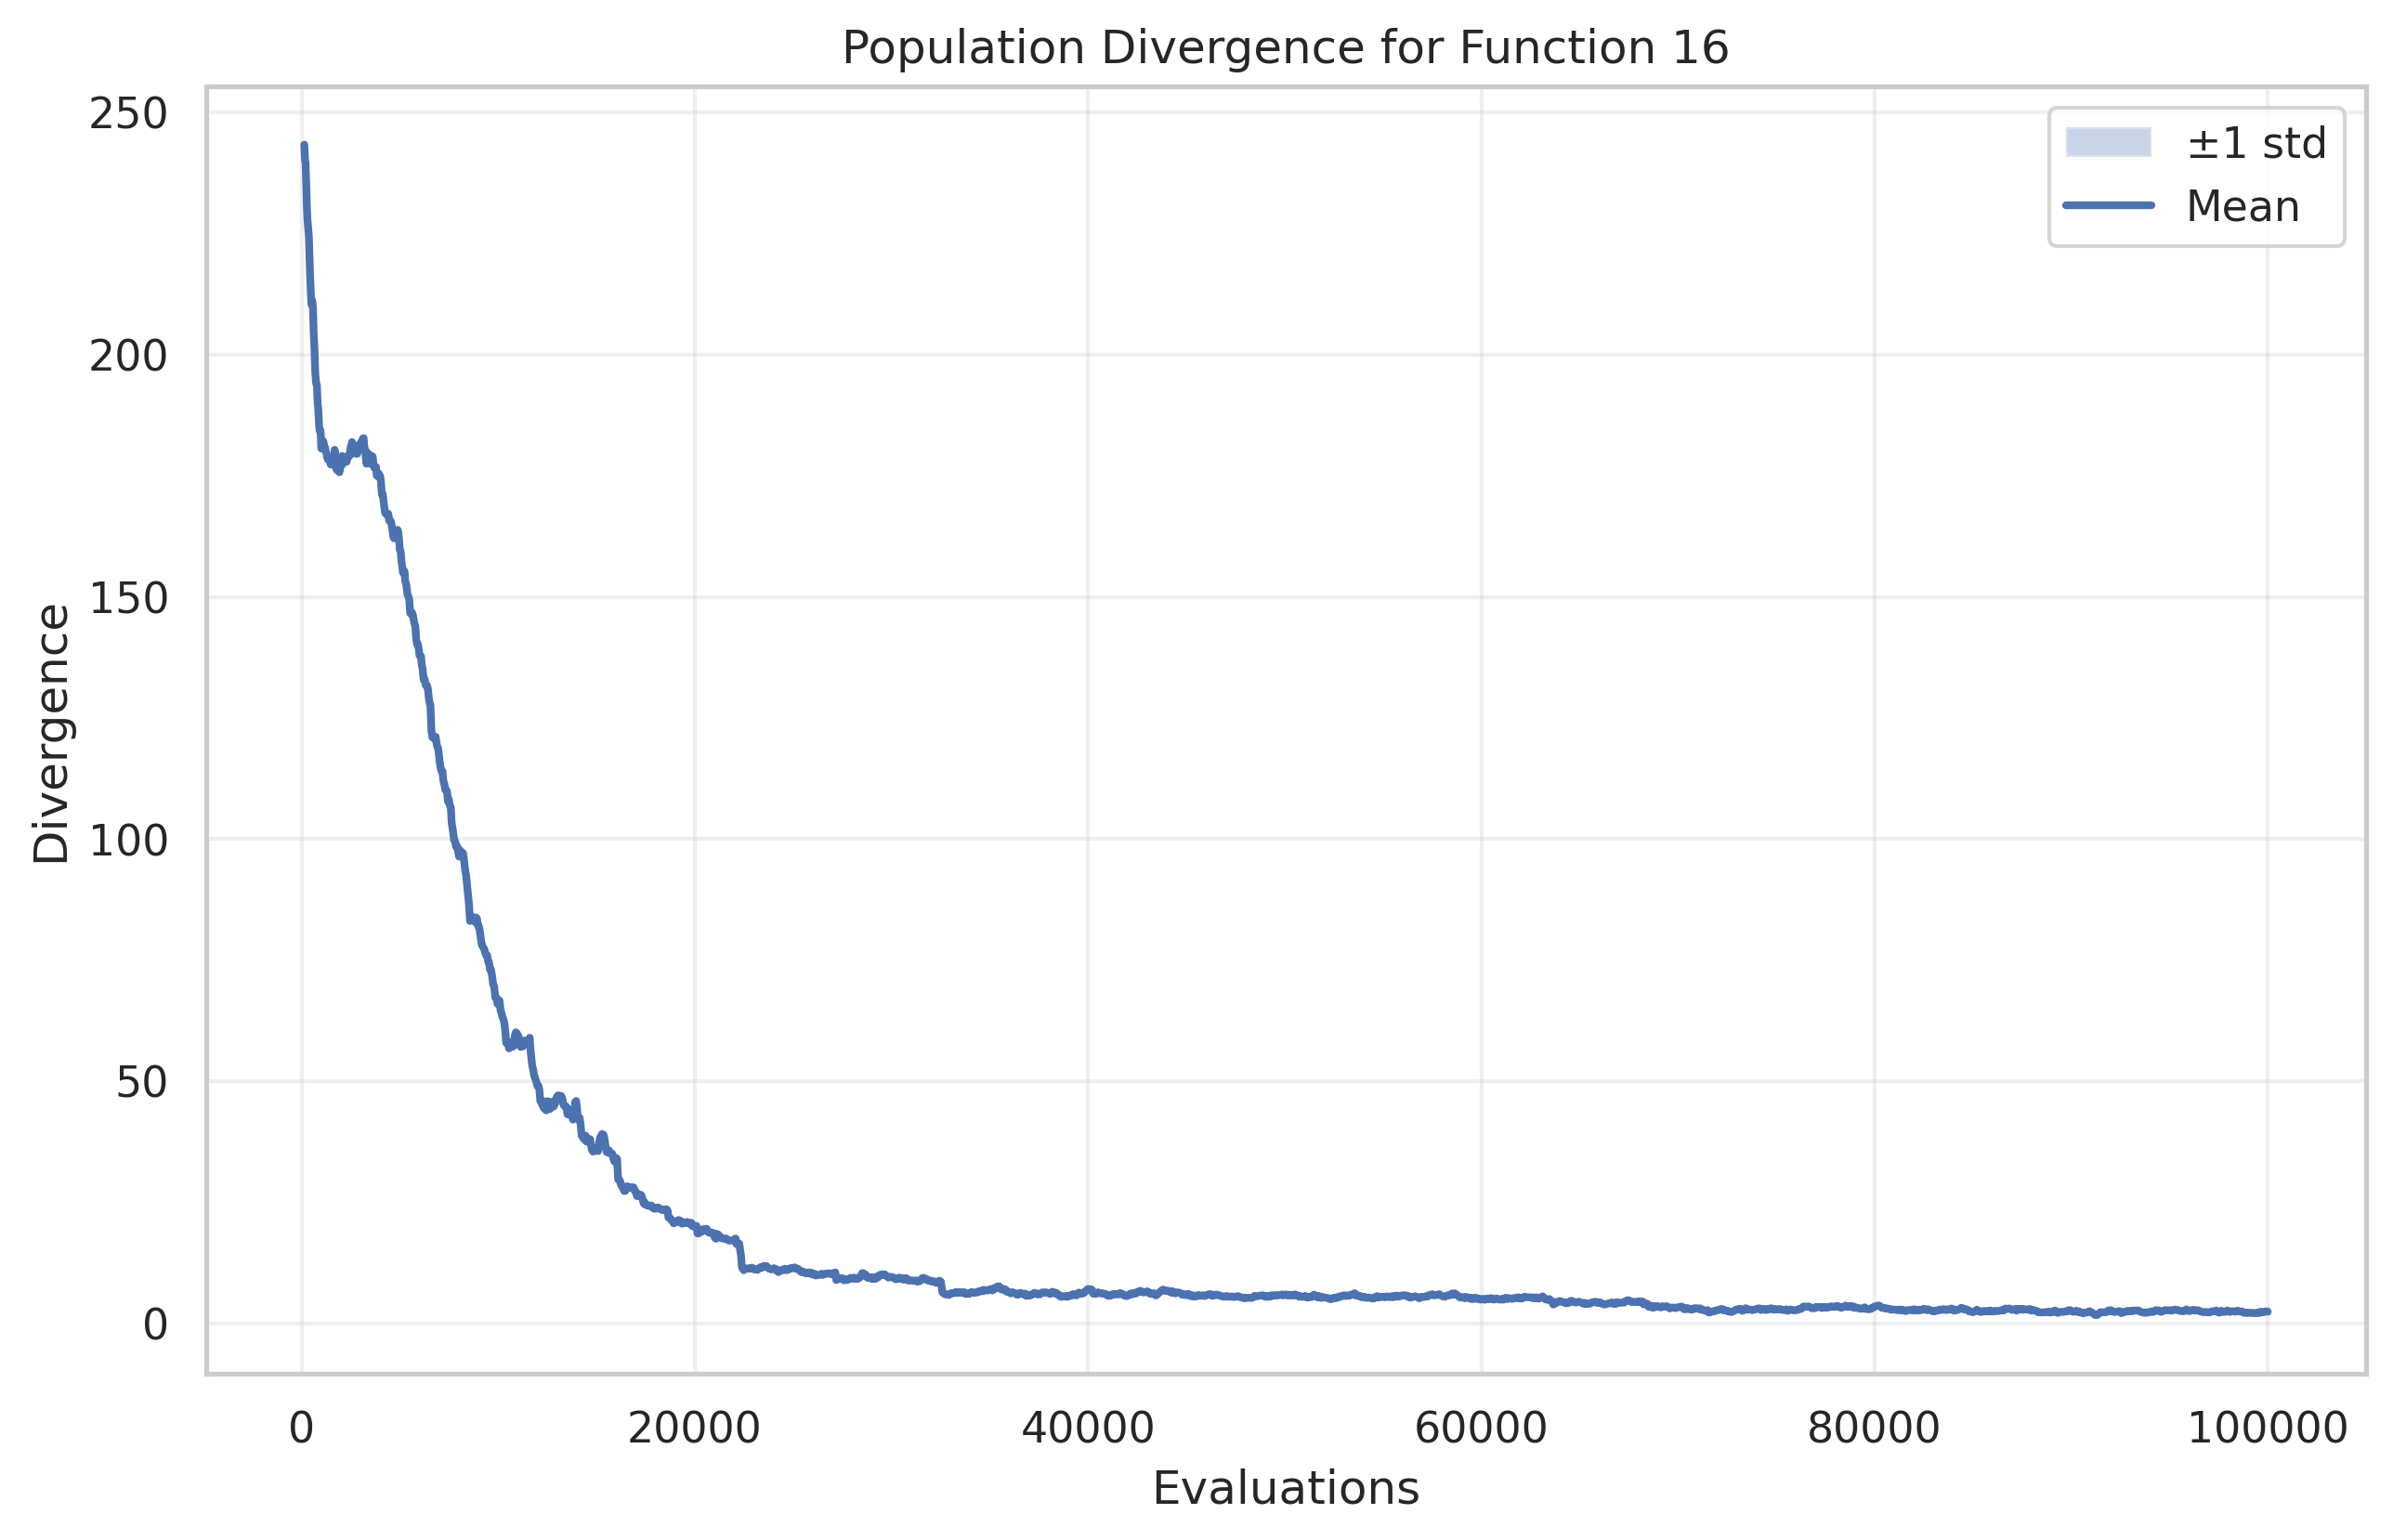 Population Divergence for Function 16
250
200
150
100
50
0
Divergence
±1 std
Mean
0 20000 40000 60000 80000 100000
Evaluations